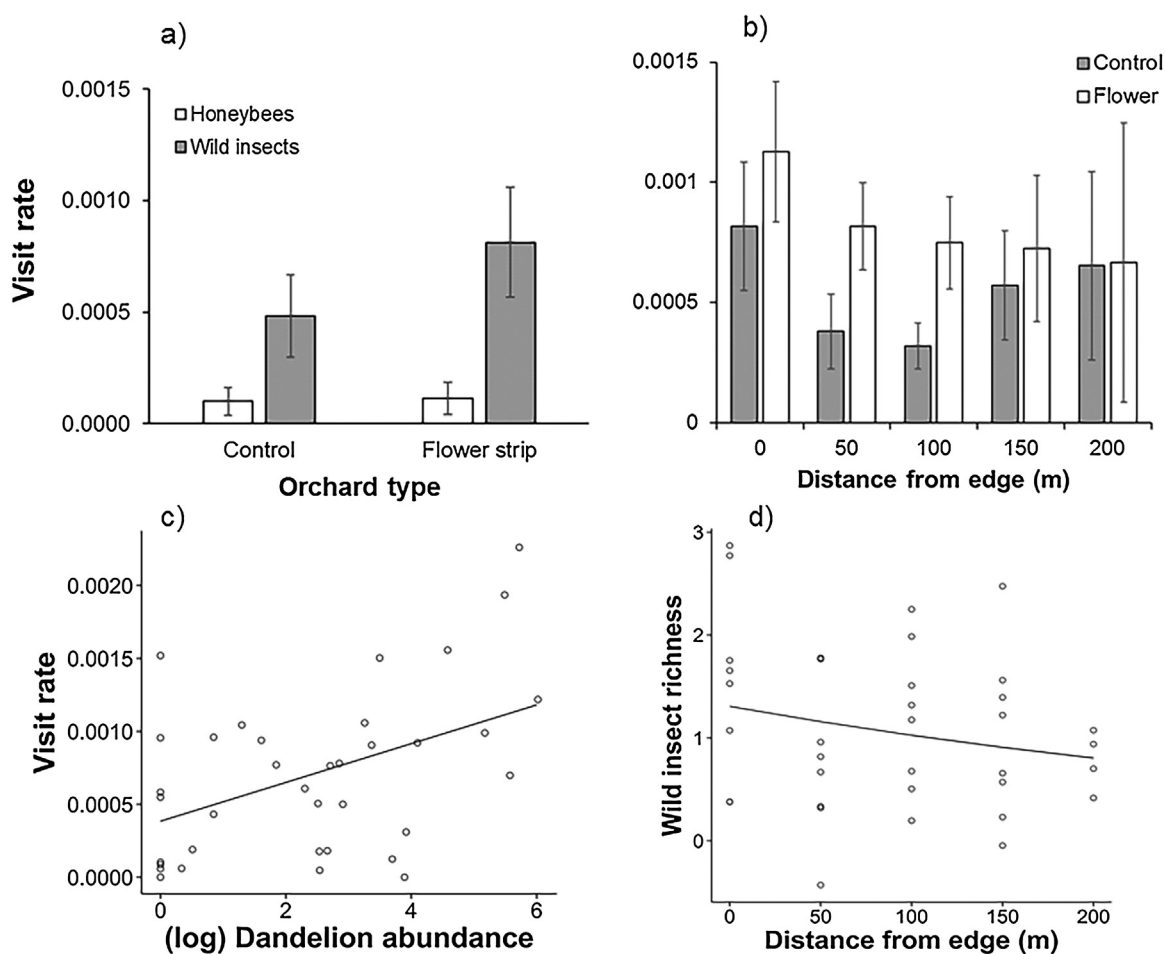 a)
0.0015
0.0010
0.0005
0.0000
Visit rate
Honeybees
Wild insects
Control
Flower strip
Orchard type
b)
0.0015
0.001
0.0005
0
Control
Flower
0
50
100
150
200
Distance from edge (m)
c)
0.0020
0.0015
0.0010
0.0005
0.0000
Visit rate
0
2
4
6
(log) Dandelion abundance
d)
3
2
1
0
Wild insect richness
0
50
100
150
200
Distance from edge (m)